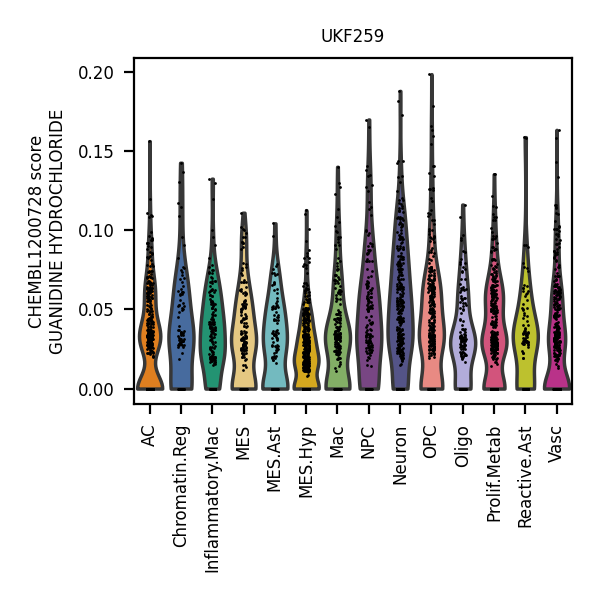 UKF259
CHEMBL1200728 score
GUANIDINE HYDROCHLORIDE
0.20
0.15
0.10
0.05
0.00
AC
Chromatin.Reg
Inflammatory.Mac
MES
MES.Ast
MES.Hyp
Mac
NPC
Neuron
OPC
Oligo
Prolif.Metab
Reactive.Ast
Vasc